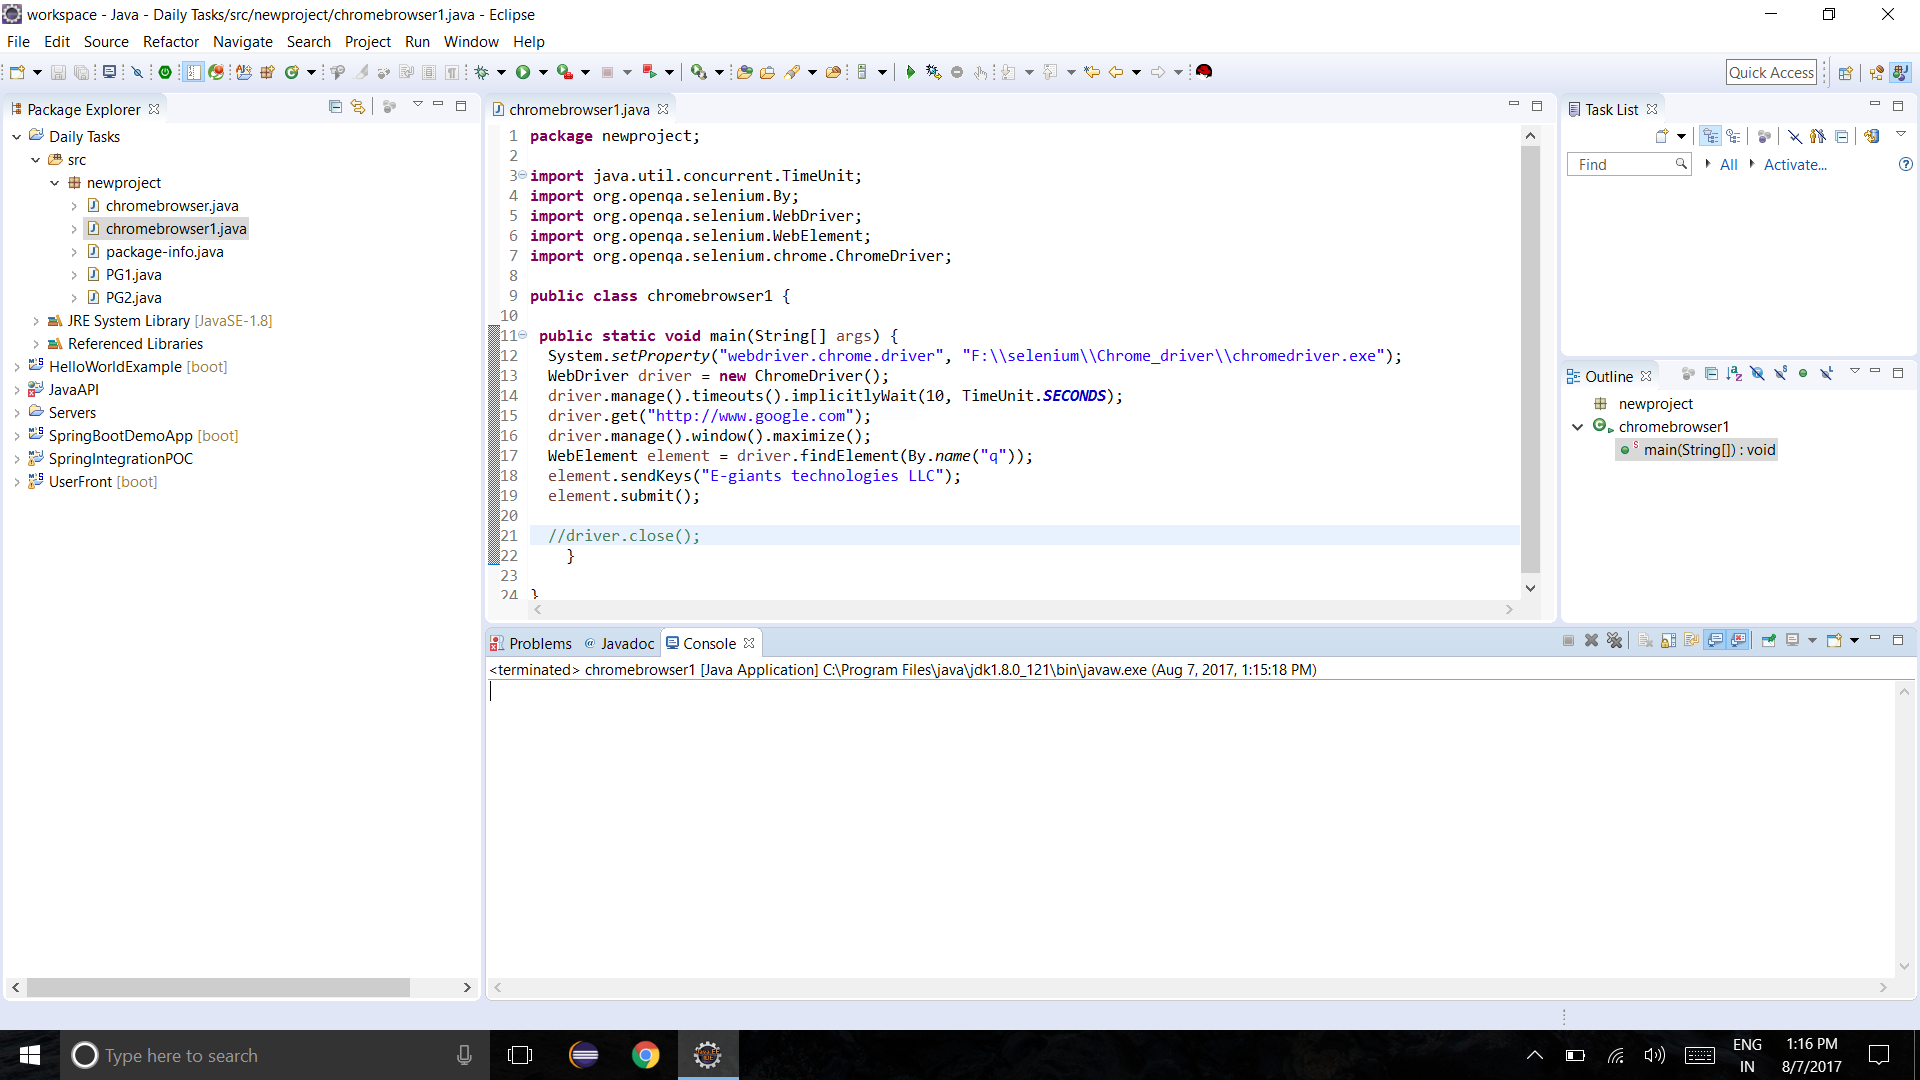 workspace - Java - Daily Tasks/src/newproject/chromebrowser1.java - Eclipse
File Edit Source Refactor Navigate Search Project Run Window Help
Quick Access
Package Explorer
Daily Tasks
src
newproject
chromebrowser.java
chromebrowser1.java
package-info.java
PG1.java
PG2.java
JRE System Library [JavaSE-1.8]
Referenced Libraries
HelloWorldExample [boot]
JavaAPI
Servers
SpringBootDemoApp [boot]
SpringIntegrationPOC
UserFront [boot]
chromebrowser1.java
1 package newproject;
2
3 import java.util.concurrent.TimeUnit;
4 import org.openqa.selenium.By;
5 import org.openqa.selenium.WebDriver;
6 import org.openqa.selenium.WebElement;
7 import org.openqa.selenium.chrome.ChromeDriver;
8
9 public class chromebrowser1 {
10
11 public static void main(String[] args) {
12 System.setProperty("webdriver.chrome.driver", "F:\\selenium\\Chrome_driver\\chromedriver.exe");
13 WebDriver driver = new ChromeDriver();
14 driver.manage().timeouts().implicitlyWait(10, TimeUnit.SECONDS);
15 driver.get("http://www.google.com");
16 driver.manage().window().maximize();
17 WebElement element = driver.findElement(By.name("q"));
18 element.sendKeys("E-giants technologies LLC");
19 element.submit();
20
21 //driver.close();
22 }
23
24 }
Task List
Find All Activate...
Outline
newproject
chromebrowser1
main(String[]) : void
Problems @ Javadoc Console
<terminated> chromebrowser1 [Java Application] C:\Program Files\java\jdk1.8.0_121\bin\javaw.exe (Aug 7, 2017, 1:15:18 PM)
Type here to search
ENG
IN
1:16 PM
8/7/2017